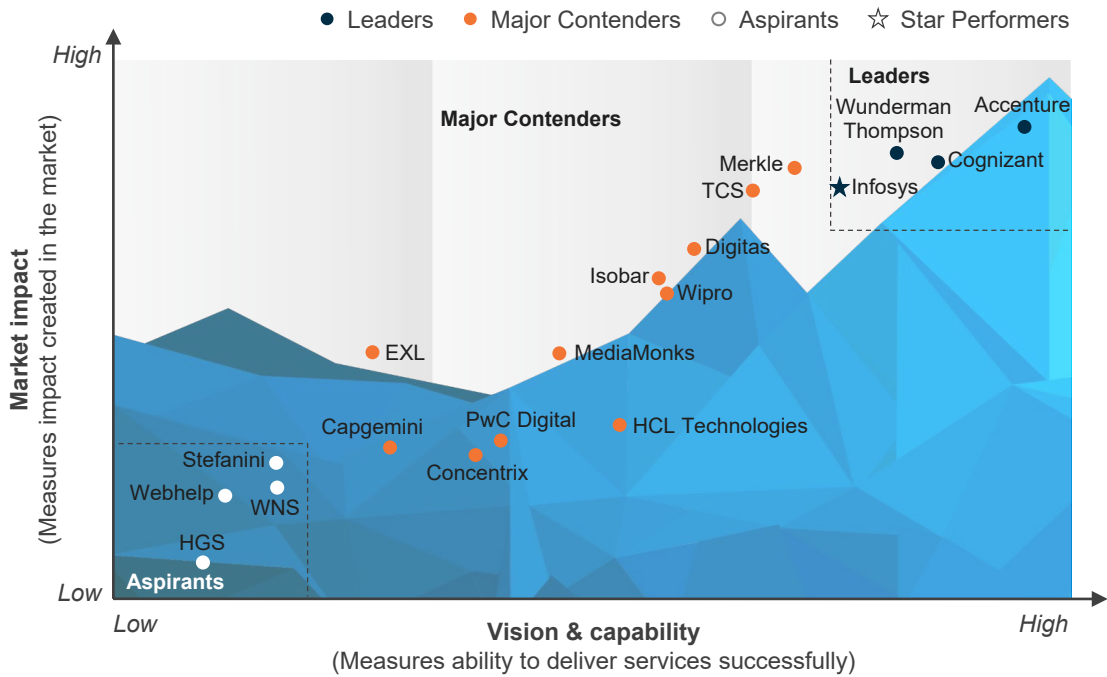 Leaders
Major Contenders
Aspirants
Star Performers
High
Leaders
Major Contenders
Wunderman
Thompson
Accenture
Cognizant
Merkle
TCS
Infosys
Digitas
Isobar
Wipro
EXL
MediaMonks
Capgemini
PwC Digital
HCL Technologies
Concentrix
Stefanini
Webhelp
WNS
HGS
Aspirants
Market impact
(Measures impact created in the market)
Low
Low
High
Vision & capability
(Measures ability to deliver services successfully)